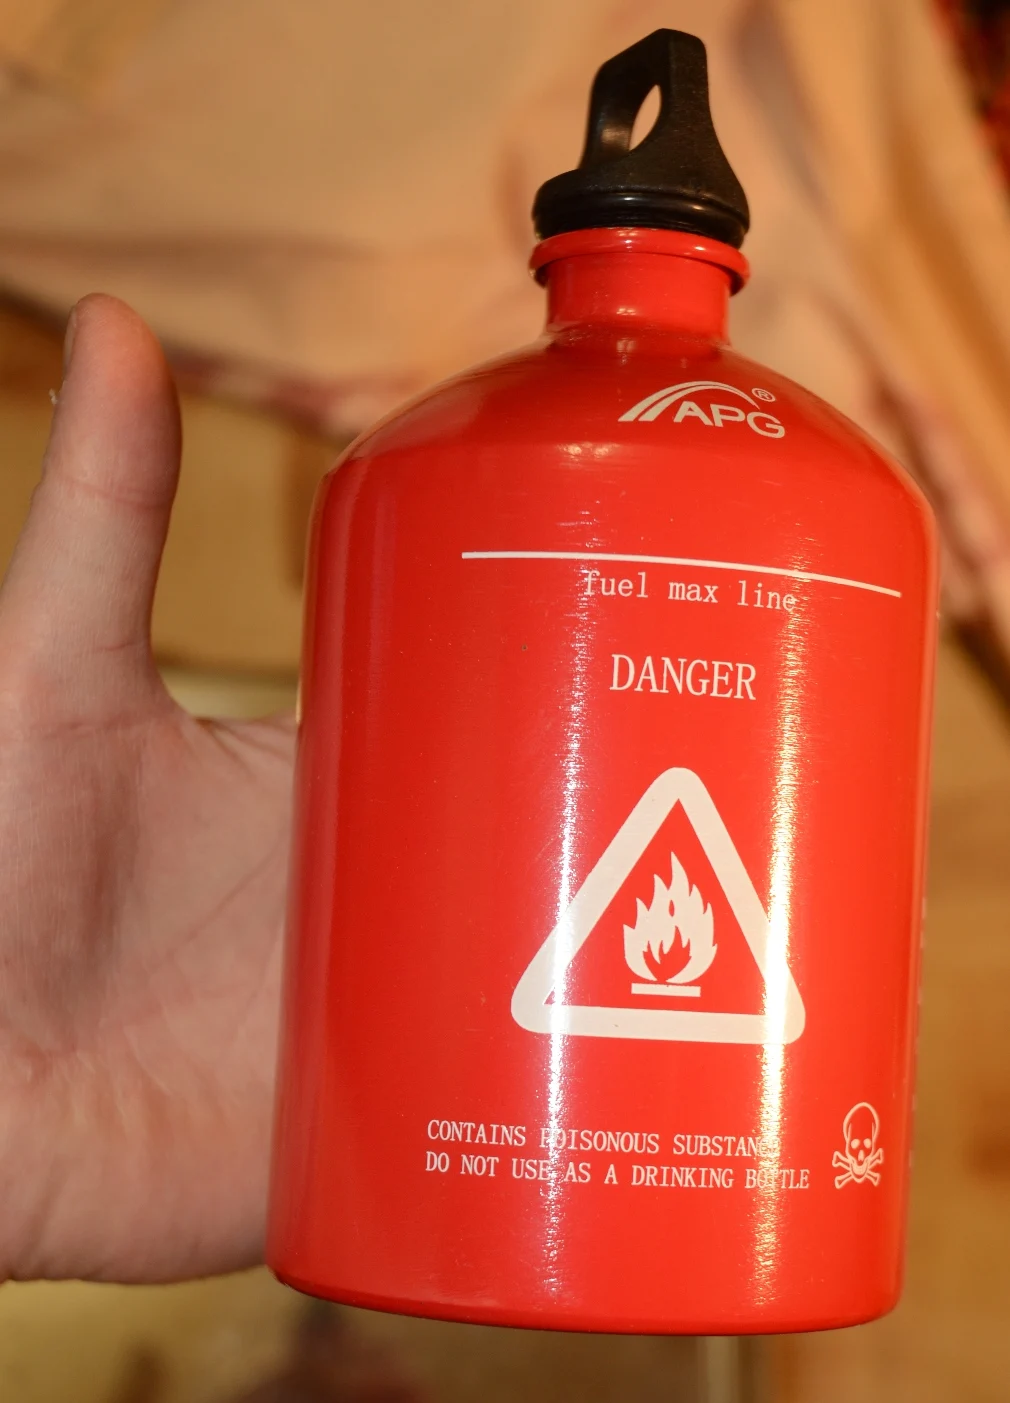 APG®
fuel max line
DANGER
CONTAINS POISONOUS SUBSTANCE
DO NOT USE AS A DRINKING BOTTLE